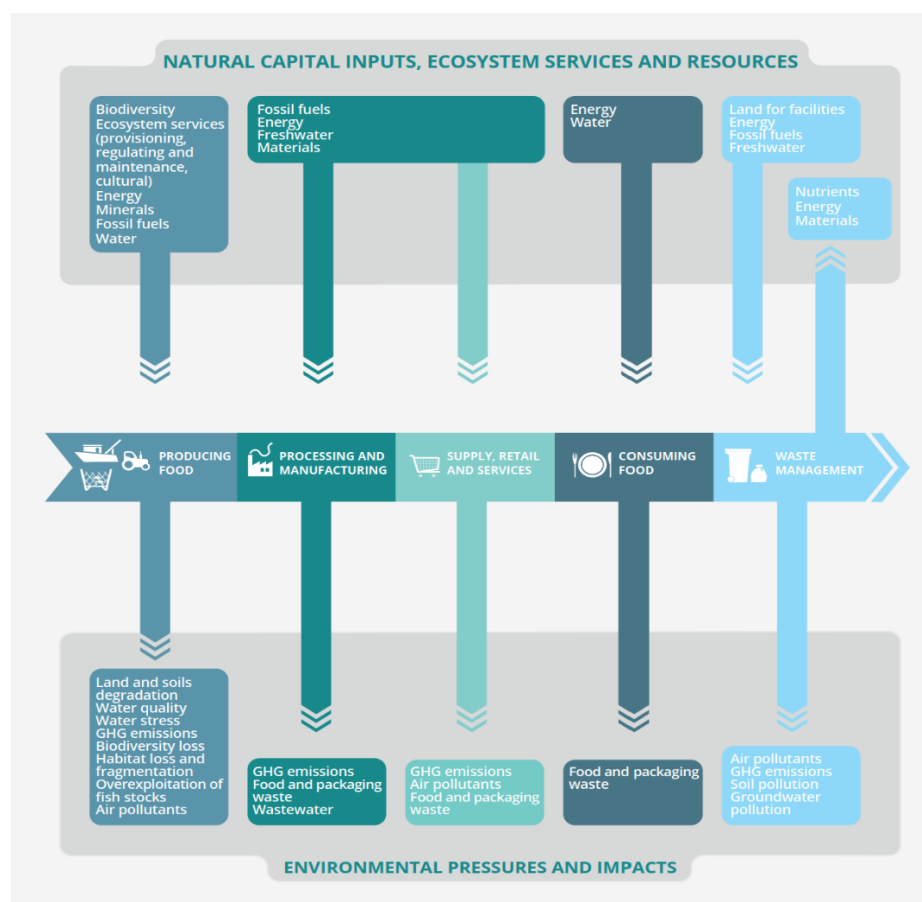 NATURAL CAPITAL INPUTS, ECOSYSTEM SERVICES AND RESOURCES
Biodiversity
Ecosystem services
(provisioning,
regulating and
maintenance,
cultural)
Energy
Minerals
Fossil fuels
Water
Fossil fuels
Energy
Freshwater
Materials
Energy
Water
Land for facilities
Energy
Fossil fuels
Freshwater
Nutrients
Energy
Materials
PRODUCING
FOOD
PROCESSING AND
MANUFACTURING
SUPPLY, RETAIL
AND SERVICES
CONSUMING
FOOD
WASTE
MANAGEMENT
Land and soils
degradation
Water quality
Water stress
GHG emissions
Biodiversity loss
Habitat loss and
fragmentation
Overexploitation of
fish stocks
Air pollutants
GHG emissions
Food and packaging
waste
Wastewater
GHG emissions
Air pollutants
Food and packaging
waste
Food and packaging
waste
Air pollutants
GHG emissions
Soil pollution
Groundwater
pollution
ENVIRONMENTAL PRESSURES AND IMPACTS